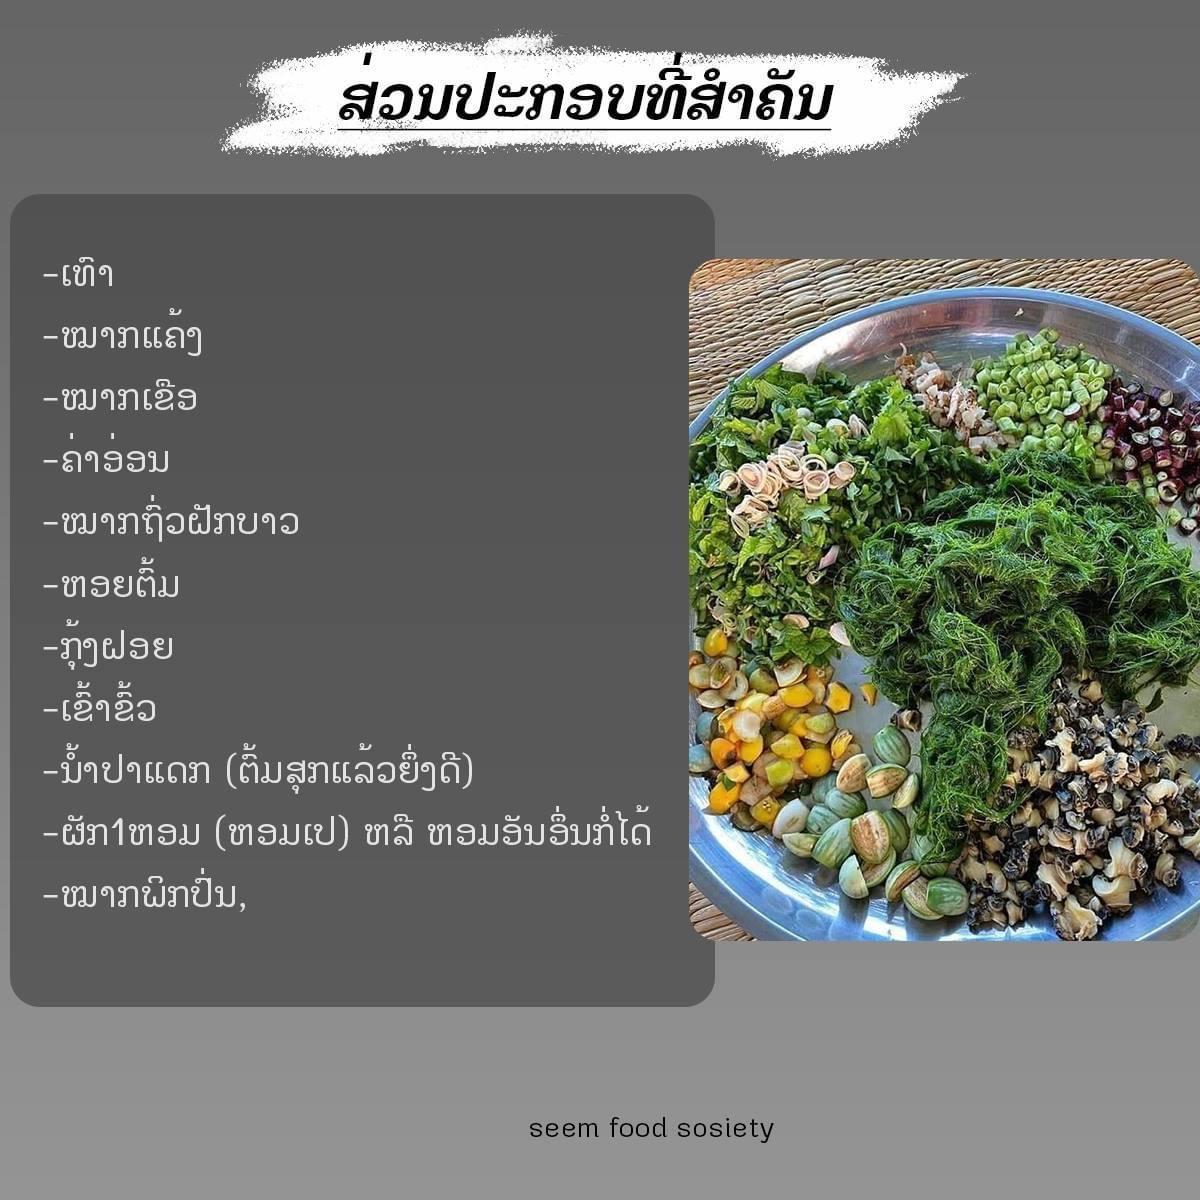 ສ່ວນປະກອບທີ່ສຳຄັນ
-ເທົາ
-ໝາກແຄ້ງ
-ໝາກເຂືອ
-ຄ່າອ່ອນ
-ໝາກຖົ່ວຝັກບາວ
-ຫອຍຕົ້ມ
-ກຸ້ງຝອຍ
-ເຂົ້າຂົ້ວ
-ນ້ຳປາແດກ (ຕົ້ມສຸກແລ້ວຍິ່ງດີ)
-ຜັກ1ຫອມ (ຫອມເປ) ຫລື ຫອມອັນອຶ່ນກໍ່ໄດ້
-ໝາກພິກປົ່ນ,
seem food sosiety